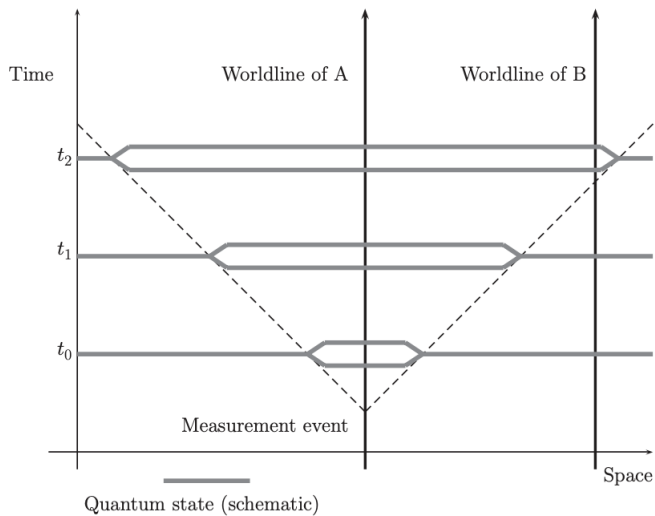 Time
Worldline of A
Worldline of B
t₂
t₁
t₀
Measurement event
Space
Quantum state (schematic)